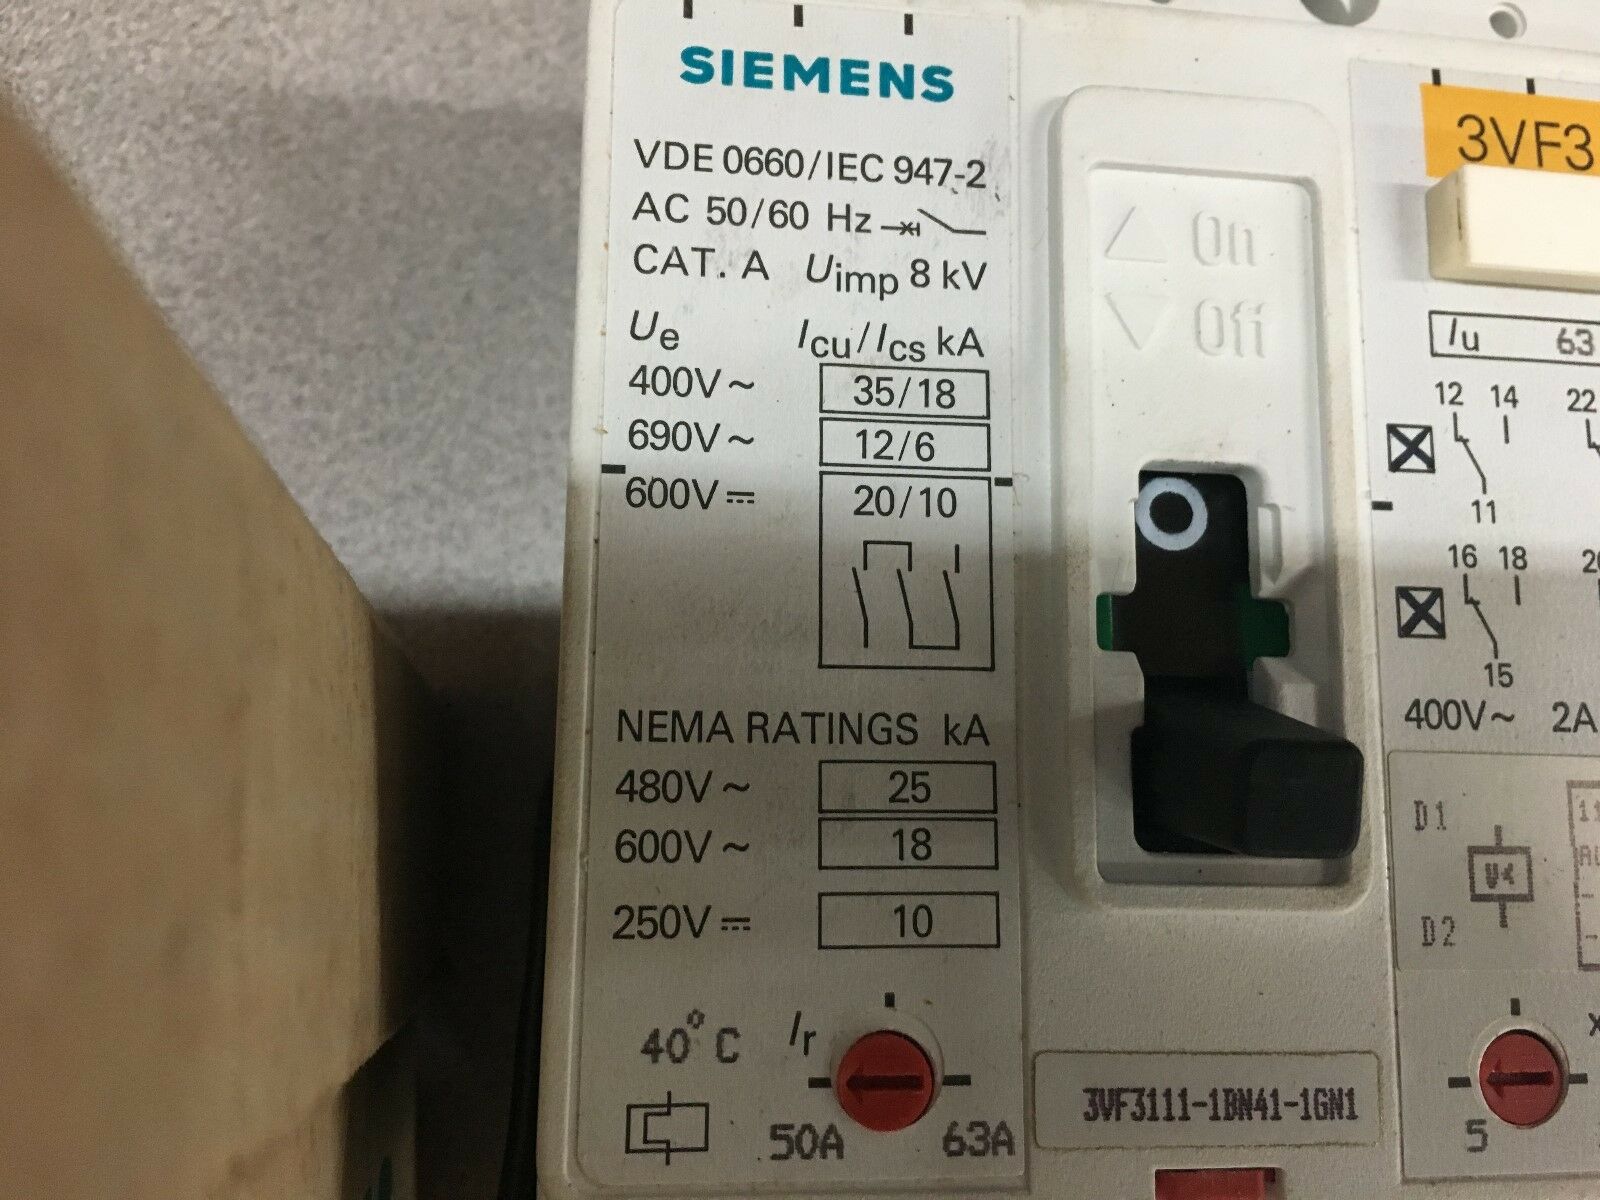 SIEMENS
VDE 0660/IEC 947-2
AC 50/60 Hz
CAT. A Uimp 8 kV
Ue Icu/Ics kA
400V ~ 35/18
690V ~ 12/6
600V ⎓ 20/10
NEMA RATINGS kA
480V ~ 25
600V ~ 18
250V ⎓ 10
40°C Ir
50A 63A
On
Off
3VF3111-1BN41-1GN1
3VF3
Iu 63
12 14 22
11
16 18
15
400V~ 2A
D1
U<
D2
5